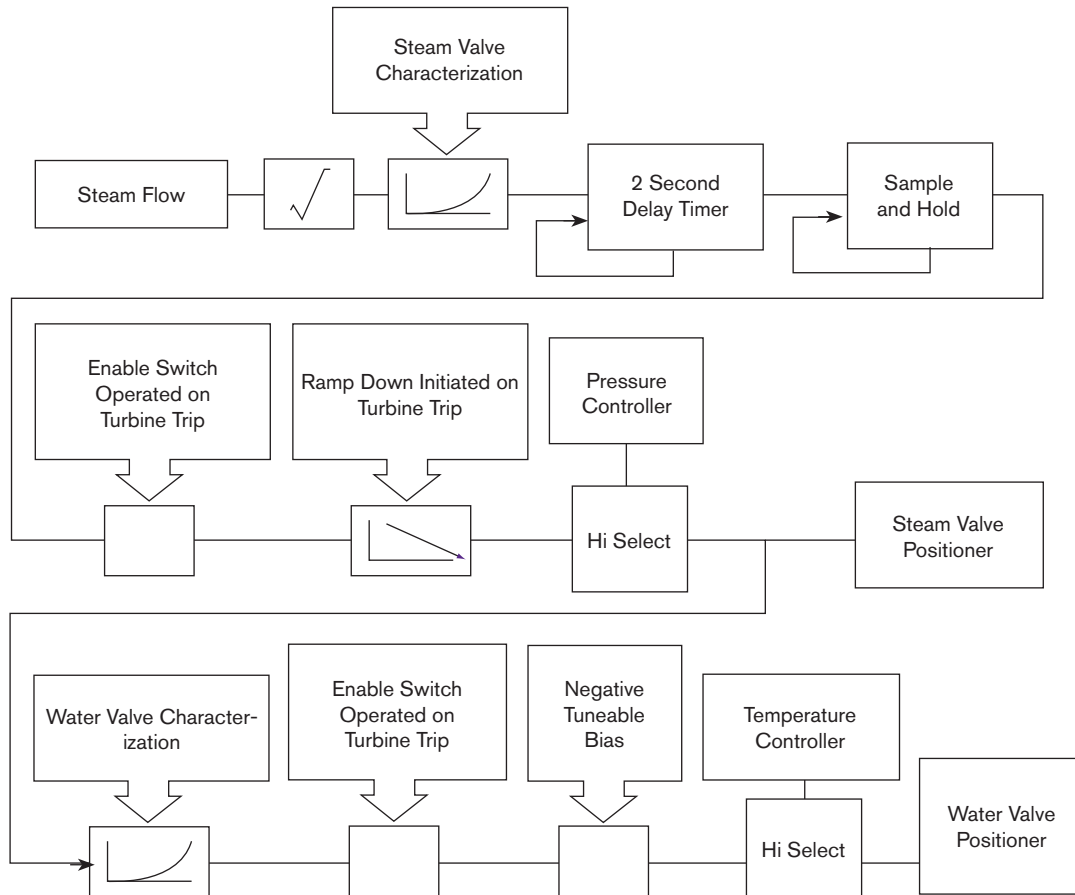 Steam Valve
Characterization
Steam Flow
2 Second
Delay Timer
Sample
and Hold
Enable Switch
Operated on
Turbine Trip
Ramp Down Initiated on
Turbine Trip
Pressure
Controller
Hi Select
Steam Valve
Positioner
Water Valve Character-
ization
Enable Switch
Operated on
Turbine Trip
Negative
Tuneable
Bias
Temperature
Controller
Hi Select
Water Valve
Positioner